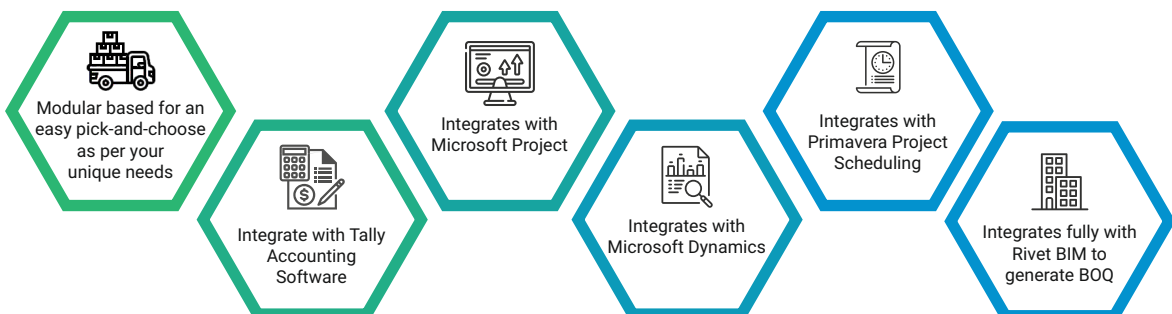 Modular based for an
easy pick-and-choose
as per your
unique needs
Integrate with Tally
Accounting
Software
Integrates with
Microsoft Project
Integrates with
Microsoft Dynamics
Integrates with
Primavera Project
Scheduling
Integrates fully with
Rivet BIM to
generate BOQ